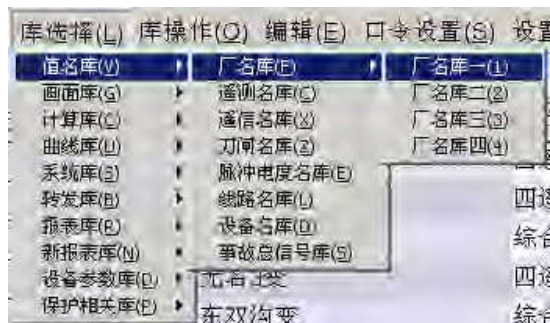 库选择(L) 库操作(O) 编辑(E) 口令设置(S) 设置
值名库(V)
画面库(G)
计算库(C)
曲线库(U)
系统库(S)
转发库(B)
报表库(R)
新报表库(N)
设备参数库(D)
保护相关库(P)
厂名库(F)
遥测名库(C)
遥信名库(X)
刀闸名库(Z)
脉冲电度名库(E)
线路名库(L)
设备名库(D)
事故总信号库(S)
厂名库一(1)
厂名库二(2)
厂名库三(3)
厂名库四(4)
四遥
综合
四遥
东双沟变
综合